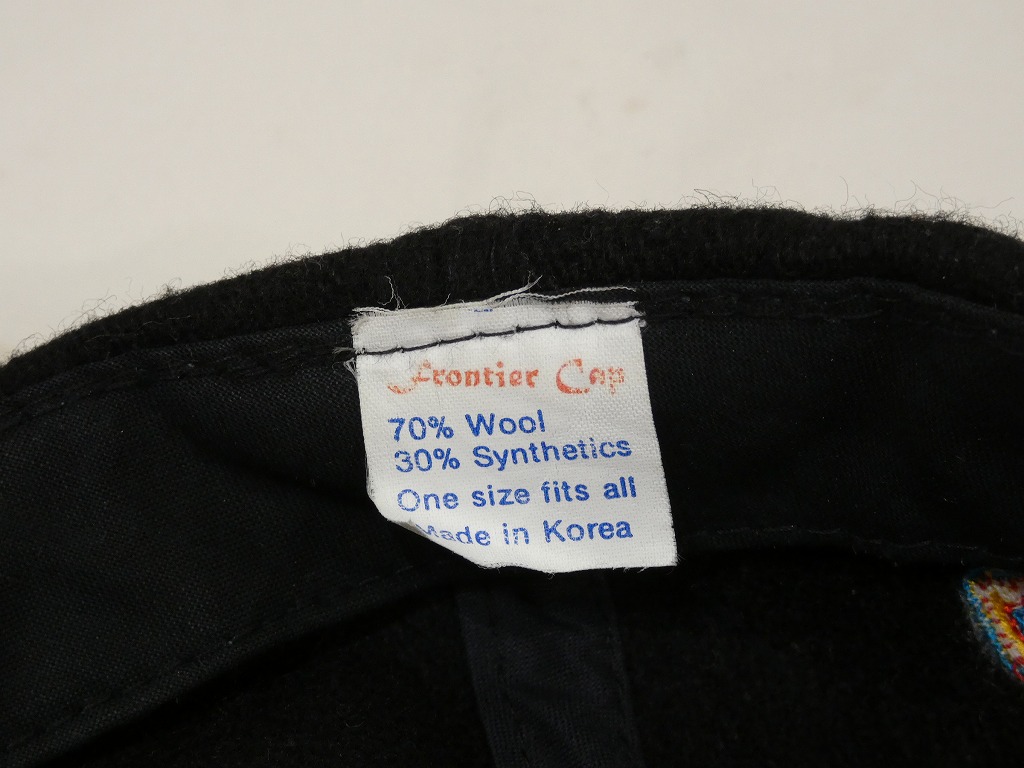 Frontier Cap
70% Wool
30% Synthetics
One size fits all
Made in Korea